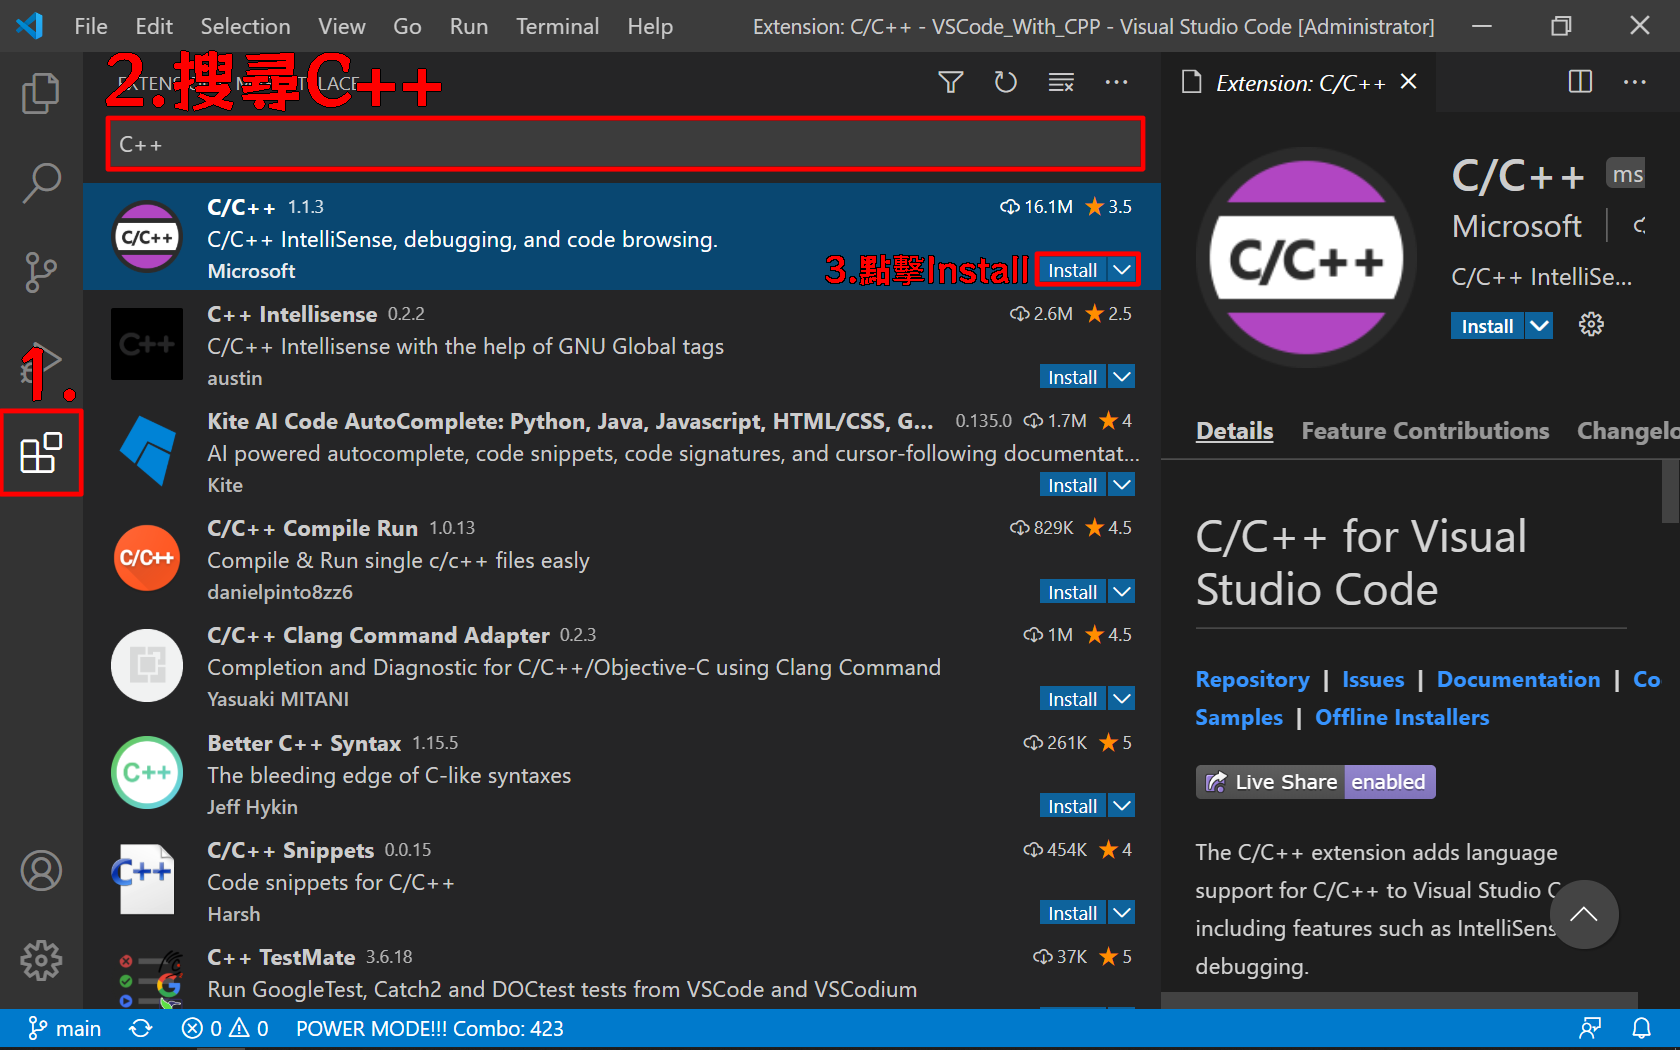 File Edit Selection View Go Run Terminal Help
Extension: C/C++ - VSCode_With_CPP - Visual Studio Code [Administrator]
2.搜尋C++
C++
1.
C/C++ 1.1.3 16.1M 3.5
C/C++ IntelliSense, debugging, and code browsing.
Microsoft
3.點擊Install
Install
C/C++
C++ Intellisense 0.2.2 2.6M 2.5
C/C++ Intellisense with the help of GNU Global tags
austin
Install
C++
Kite AI Code AutoComplete: Python, Java, Javascript, HTML/CSS, G... 0.135.0 1.7M 4
AI powered autocomplete, code snippets, code signatures, and cursor-following documentat...
Kite
Install
C/C++ Compile Run 1.0.13 829K 4.5
Compile & Run single c/c++ files easly
danielpinto8zz6
Install
C/C++
C/C++ Clang Command Adapter 0.2.3 1M 4.5
Completion and Diagnostic for C/C++/Objective-C using Clang Command
Yasuaki MITANI
Install
Better C++ Syntax 1.15.5 261K 5
The bleeding edge of C-like syntaxes
Jeff Hykin
Install
C++
C/C++ Snippets 0.0.15 454K 4
Code snippets for C/C++
Harsh
Install
C++
C++ TestMate 3.6.18 37K 5
Run GoogleTest, Catch2 and DOCtest tests from VSCode and VSCodium
Extension: C/C++
C/C++
C/C++ ms
Microsoft
C/C++ IntelliSe...
Install
Details Feature Contributions Changelo
C/C++ for Visual
Studio Code
Repository | Issues | Documentation | Co
Samples | Offline Installers
Live Share enabled
The C/C++ extension adds language
support for C/C++ to Visual Studio C
including features such as IntelliSens
debugging.
main 0 0 POWER MODE!!! Combo: 423